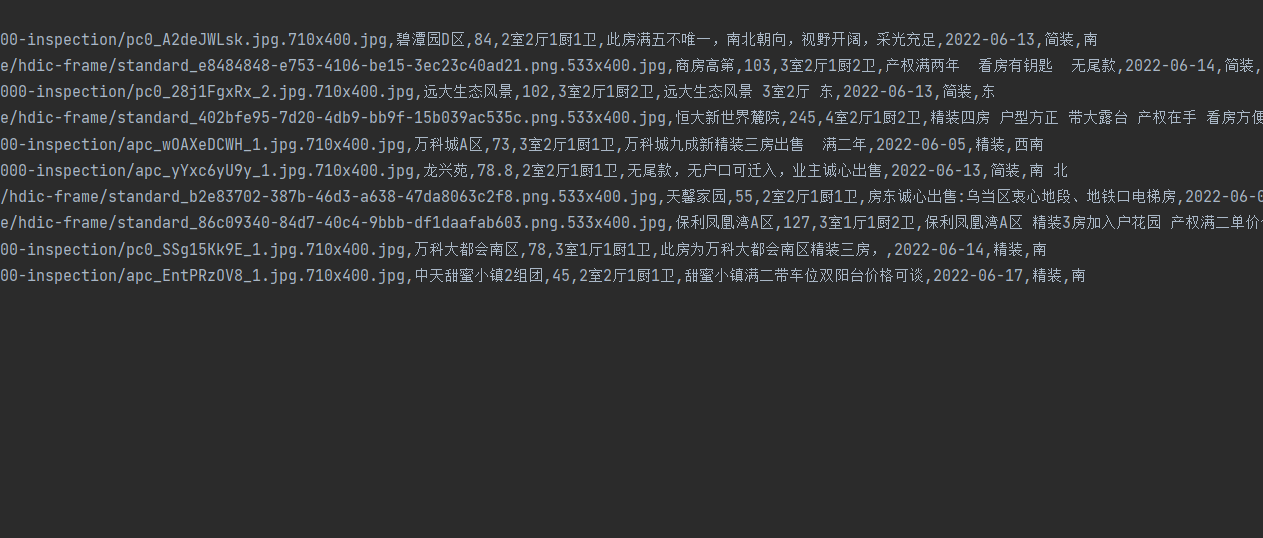 00-inspection/pc0_A2deJWLsk.jpg.710x400.jpg,碧潭园D区,84,2室2厅1厨1卫,此房满五不唯一，南北朝向，视野开阔，采光充足,2022-06-13,简装,南
e/hdic-frame/standard_e8484848-e753-4106-be15-3ec23c40ad21.png.533x400.jpg,商房高第,103,3室2厅1厨2卫,产权满两年  看房有钥匙  无尾款,2022-06-14,简装,
000-inspection/pc0_28j1FgxRx_2.jpg.710x400.jpg,远大生态风景,102,3室2厅1厨2卫,远大生态风景 3室2厅 东,2022-06-13,简装,东
e/hdic-frame/standard_402bfe95-7d20-4db9-bb9f-15b039ac535c.png.533x400.jpg,恒大新世界麓院,245,4室2厅1厨2卫,精装四房 户型方正 带大露台 产权在手 看房方便
00-inspection/apc_wOAXeDCWH_1.jpg.710x400.jpg,万科城A区,73,3室2厅1厨1卫,万科城九成新精装三房出售  满二年,2022-06-05,精装,西南
000-inspection/apc_yYxc6yU9y_1.jpg.710x400.jpg,龙兴苑,78.8,2室2厅1厨1卫,无尾款，无户口可迁入，业主诚心出售,2022-06-13,简装,南 北
/hdic-frame/standard_b2e83702-387b-46d3-a638-47da8063c2f8.png.533x400.jpg,天馨家园,55,2室2厅1厨1卫,房东诚心出售:乌当区衷心地段、地铁口电梯房,2022-06-0
e/hdic-frame/standard_86c09340-84d7-40c4-9bbb-df1daafab603.png.533x400.jpg,保利凤凰湾A区,127,3室1厅1厨2卫,保利凤凰湾A区 精装3房加入户花园 产权满二单价
00-inspection/pc0_SSg15Kk9E_1.jpg.710x400.jpg,万科大都会南区,78,3室1厅1厨1卫,此房为万科大都会南区精装三房，,2022-06-14,精装,南
00-inspection/apc_EntPRzOV8_1.jpg.710x400.jpg,中天甜蜜小镇2组团,45,2室2厅1厨1卫,甜蜜小镇满二带车位双阳台价格可谈,2022-06-17,精装,南